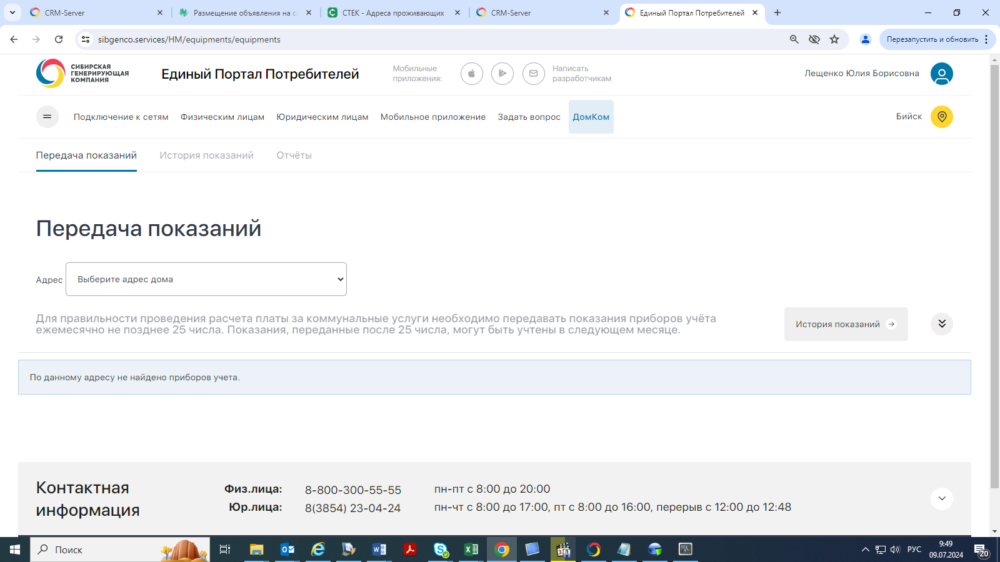 CRM-Server
Размещение объявления на са
СТЕК - Адреса проживающих
CRM-Server
Единый Портал Потребителей
sibgenco.services/HM/equipments/equipments
Перезапустить и обновить
СИБИРСКАЯ
ГЕНЕРИРУЮЩАЯ
КОМПАНИЯ
Единый Портал Потребителей
Мобильные
приложения:
Написать
разработчикам
Лещенко Юлия Борисовна
Подключение к сетям
Физическим лицам
Юридическим лицам
Мобильное приложение
Задать вопрос
ДомКом
Бийск
Передача показаний
История показаний
Отчёты
Передача показаний
Адрес
Выберите адрес дома
Для правильности проведения расчета платы за коммунальные услуги необходимо передавать показания приборов учёта
ежемесячно не позднее 25 числа. Показания, переданные после 25 числа, могут быть учтены в следующем месяце.
История показаний
По данному адресу не найдено приборов учета.
Контактная
информация
Физ.лица: 8-800-300-55-55 пн-пт с 8:00 до 20:00
Юр.лица: 8(3854) 23-04-24 пн-чт с 8:00 до 17:00, пт с 8:00 до 16:00, перерыв с 12:00 до 12:48
Поиск
РУС
9:49
09.07.2024
20